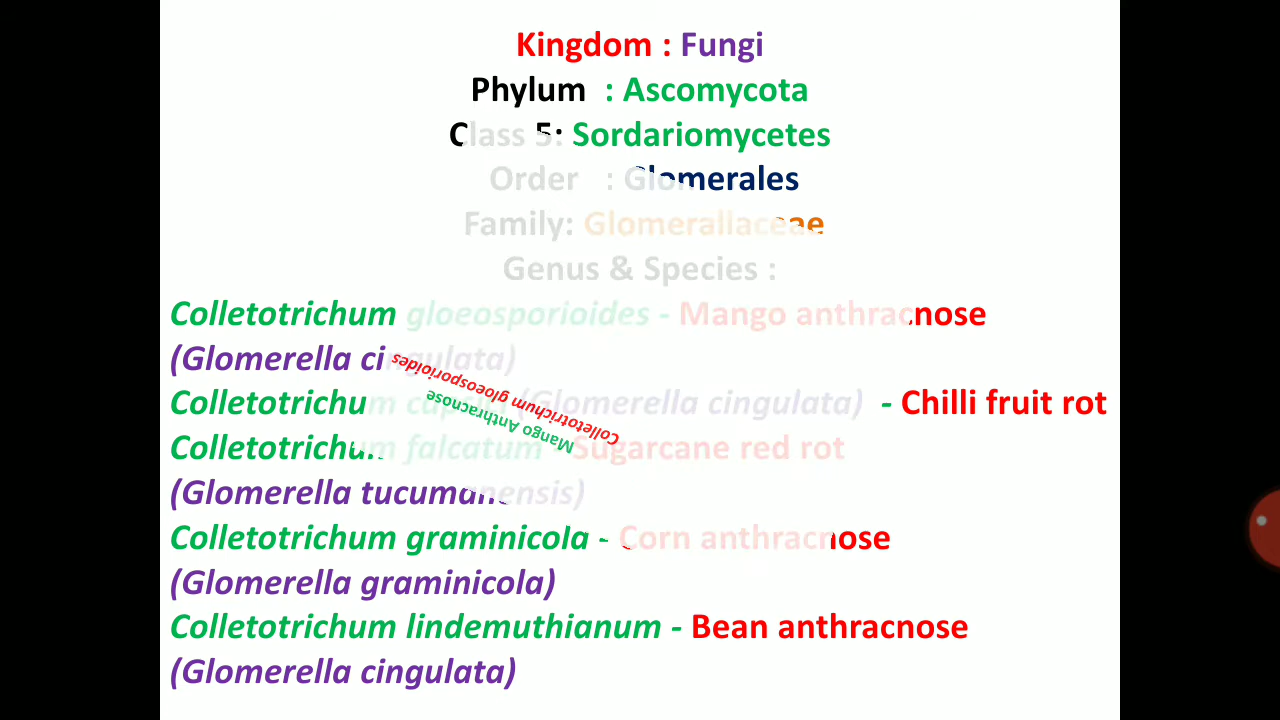 Kingdom : Fungi
Phylum : Ascomycota
Class 5: Sordariomycetes
Order : Glomerales
Family: Glomerallaceae
Genus & Species :
Colletotrichum gloeosporioides - Mango anthracnose
(Glomerella cingulata)
Colletotrichum capsici (Glomerella cingulata) - Chilli fruit rot
Colletotrichum falcatum - Sugarcane red rot
(Glomerella tucumanensis)
Colletotrichum graminicola - Corn anthracnose
(Glomerella graminicola)
Colletotrichum lindemuthianum - Bean anthracnose
(Glomerella cingulata)
Mango Anthracnose
Colletotrichum gloeosporioides